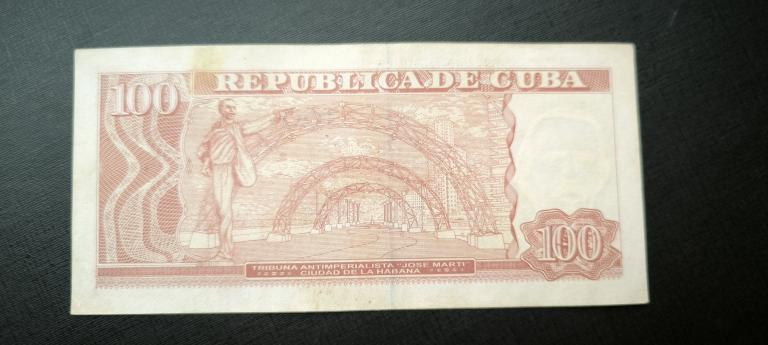 REPUBLICA DE CUBA
100
TRIBUNA ANTIMPERIALISTA "JOSE MARTI"
CIUDAD DE LA HABANA
100